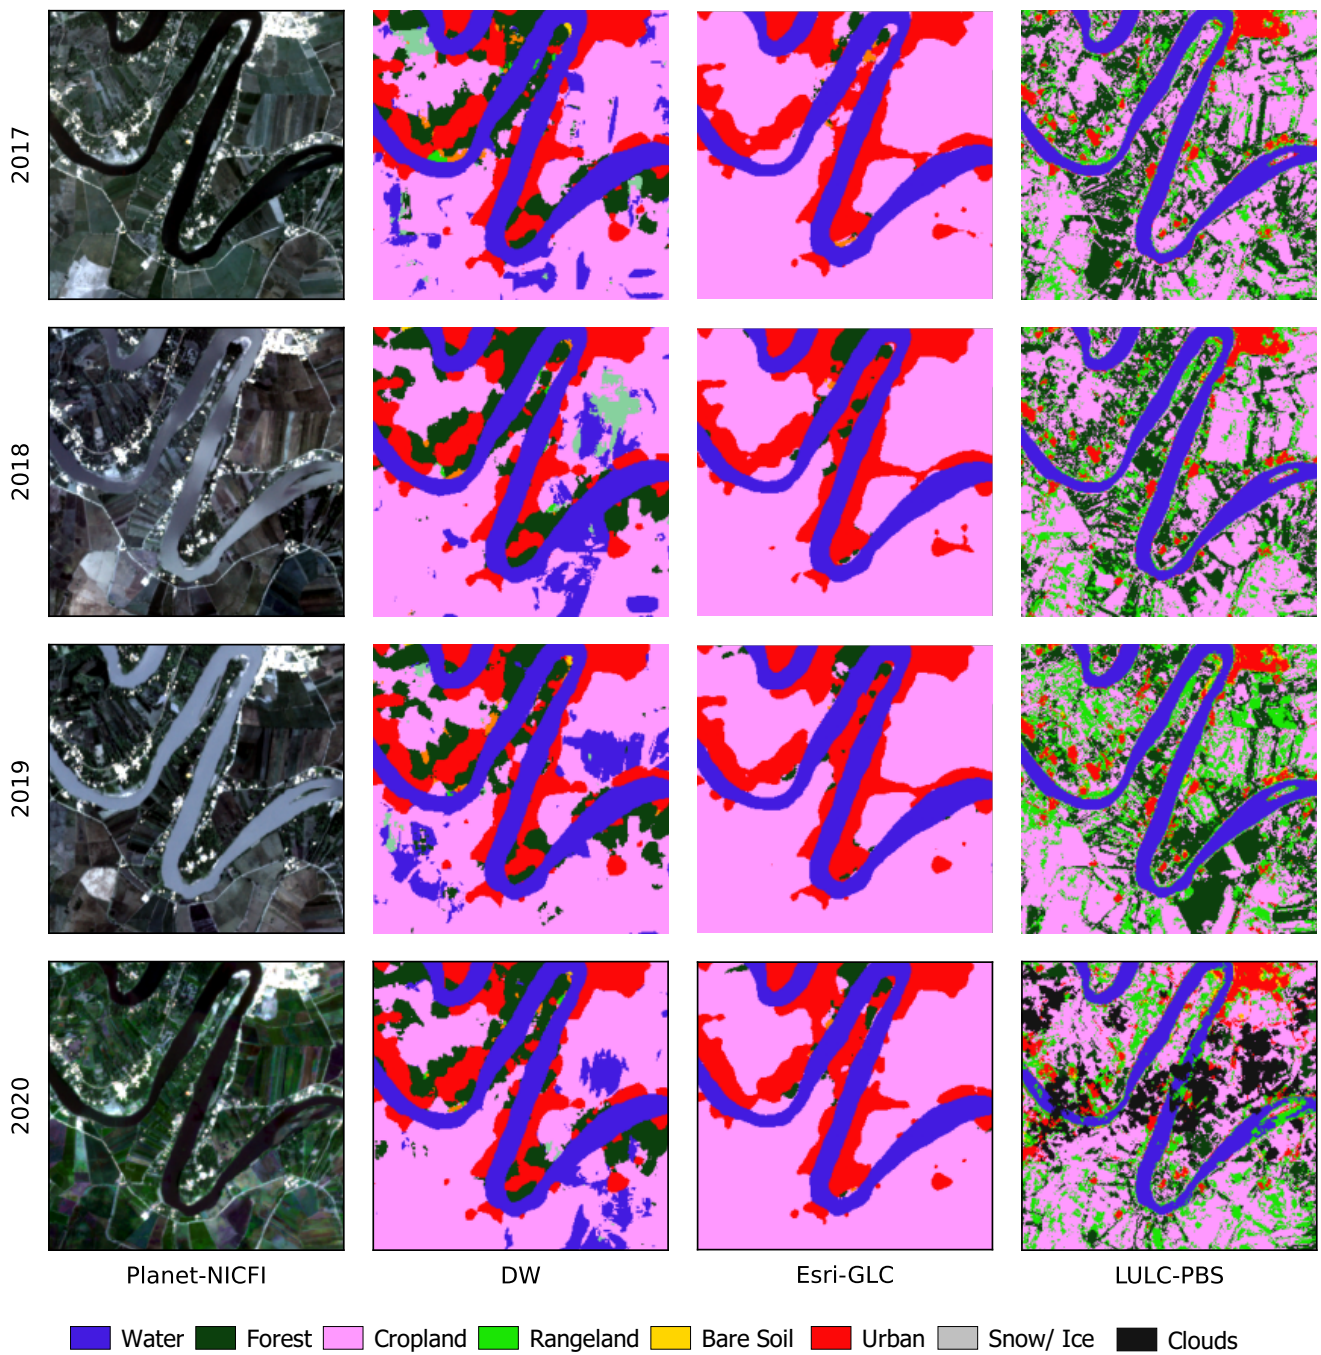 2017
2018
2019
2020
Planet-NICFI DW Esri-GLC LULC-PBS
Water Forest Cropland Rangeland Bare Soil Urban Snow/ Ice Clouds